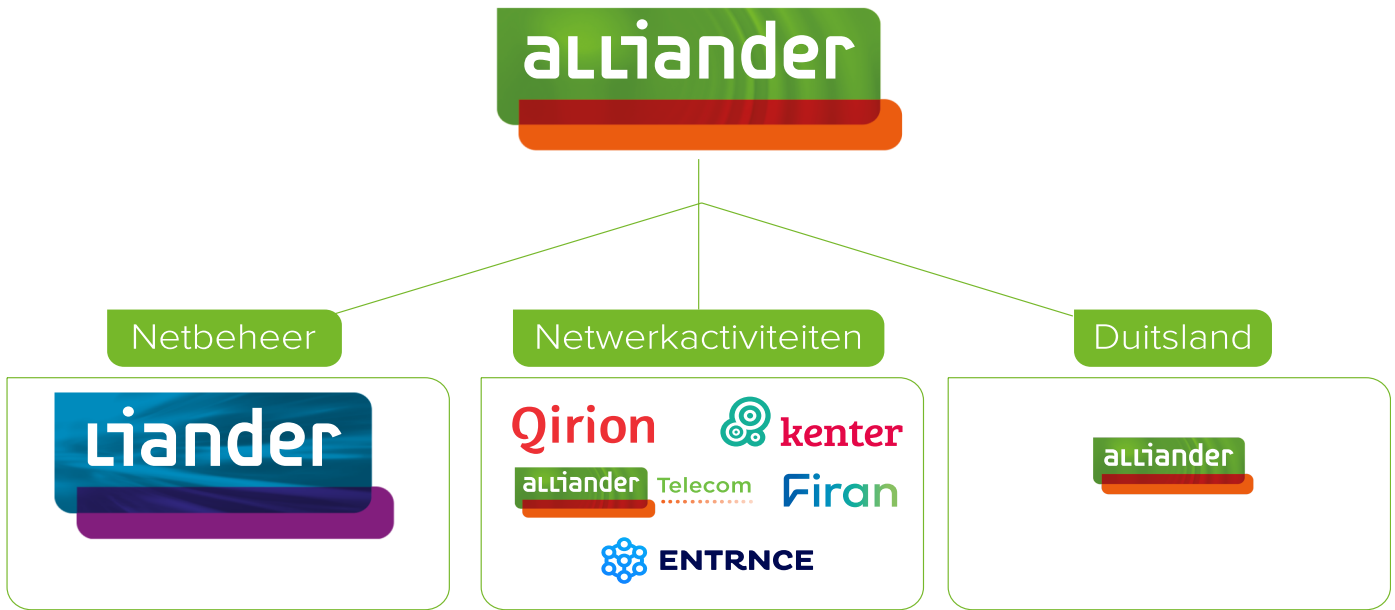 alliander
Netbeheer
Netwerkactiviteiten
Duitsland
Liander
Qirion
kenter
alliander Telecom
Firan
ENTRNCE
alliander